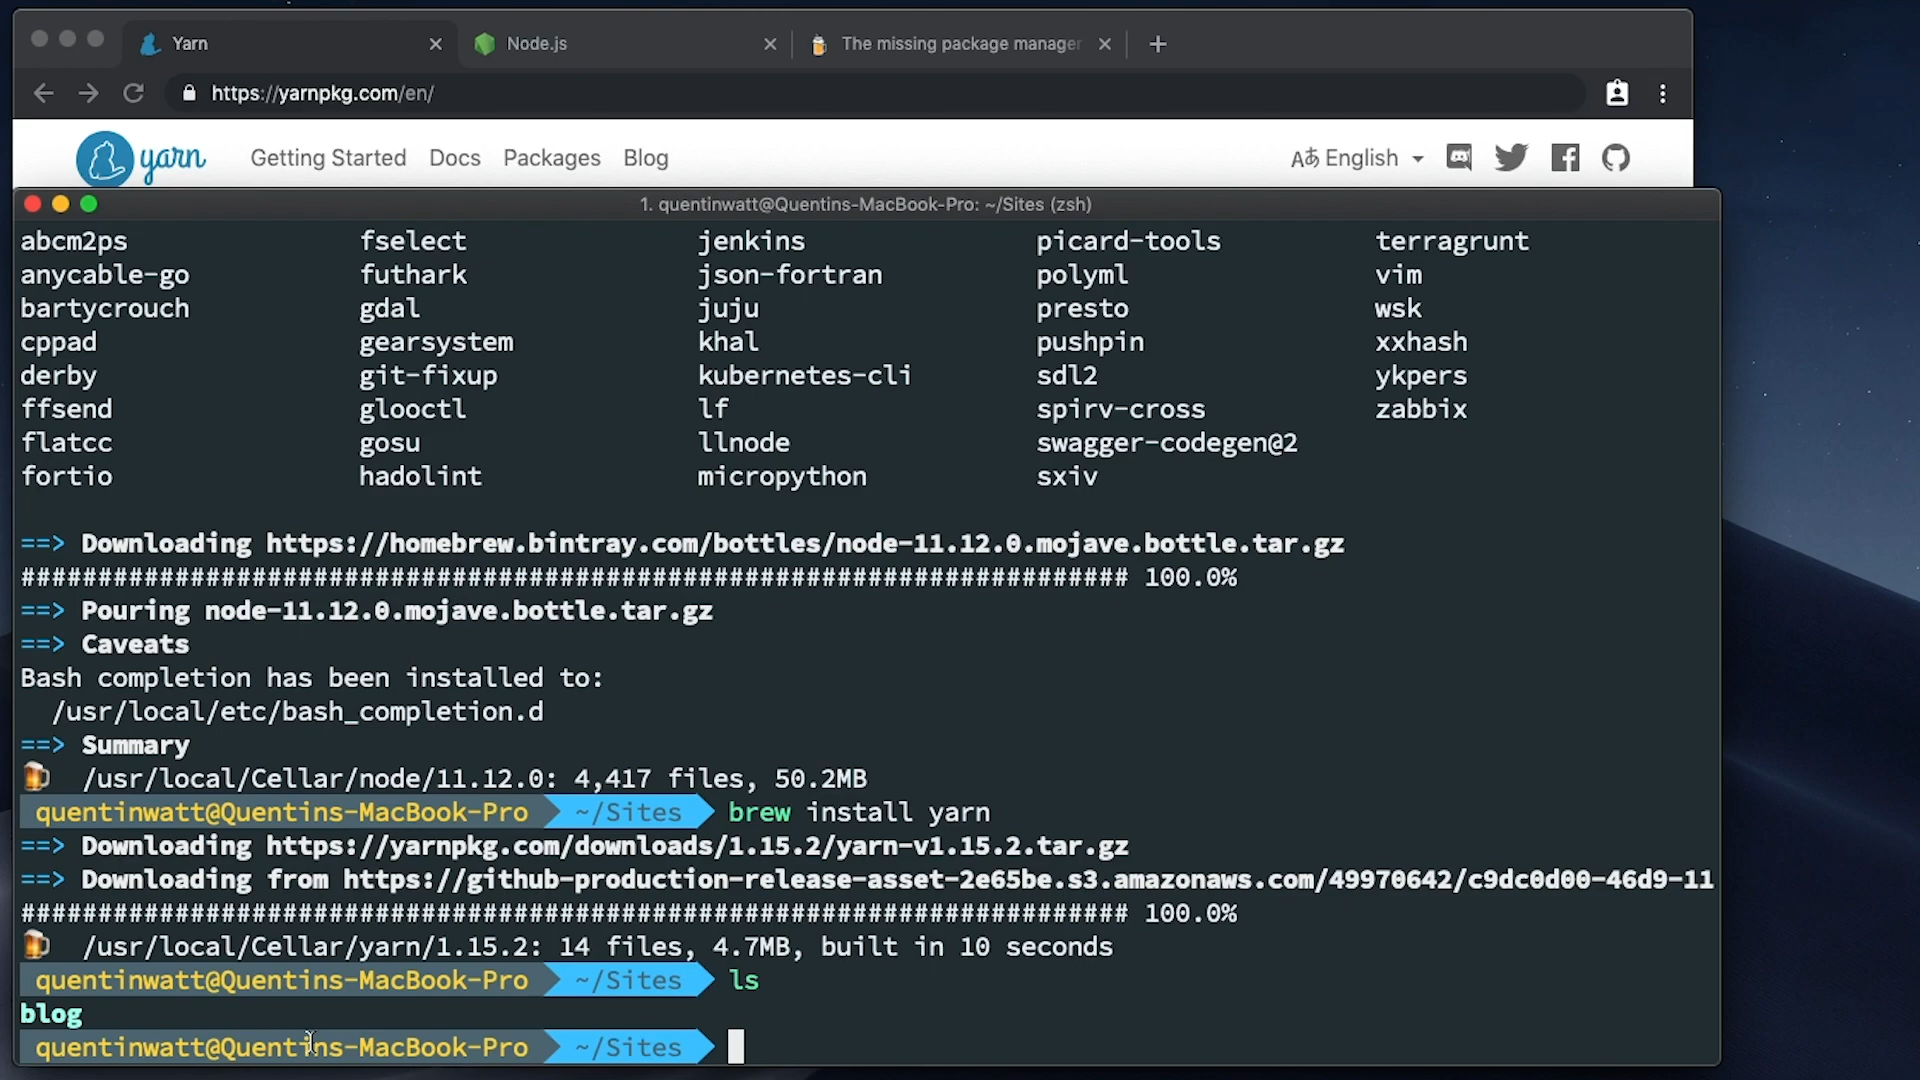 Yarn
Node.js
The missing package manager
https://yarnpkg.com/en/
yarn Getting Started Docs Packages Blog Aあ English
1. quentinwatt@Quentins-MacBook-Pro: ~/Sites (zsh)
abcm2ps fselect jenkins picard-tools terragrunt
anycable-go futhark json-fortran polyml vim
bartycrouch gdal juju presto wsk
cppad gearsystem khal pushpin xxhash
derby git-fixup kubernetes-cli sdl2 ykpers
ffsend glooctl lf spirv-cross zabbix
flatcc gosu llnode swagger-codegen@2
fortio hadolint micropython sxiv
==> Downloading https://homebrew.bintray.com/bottles/node-11.12.0.mojave.bottle.tar.gz
######################################################################## 100.0%
==> Pouring node-11.12.0.mojave.bottle.tar.gz
==> Caveats
Bash completion has been installed to:
/usr/local/etc/bash_completion.d
==> Summary
🍺 /usr/local/Cellar/node/11.12.0: 4,417 files, 50.2MB
quentinwatt@Quentins-MacBook-Pro ~/Sites brew install yarn
==> Downloading https://yarnpkg.com/downloads/1.15.2/yarn-v1.15.2.tar.gz
==> Downloading from https://github-production-release-asset-2e65be.s3.amazonaws.com/49970642/c9dc0d00-46d9-11
######################################################################## 100.0%
🍺 /usr/local/Cellar/yarn/1.15.2: 14 files, 4.7MB, built in 10 seconds
quentinwatt@Quentins-MacBook-Pro ~/Sites ls
blog
quentinwatt@Quentins-MacBook-Pro ~/Sites